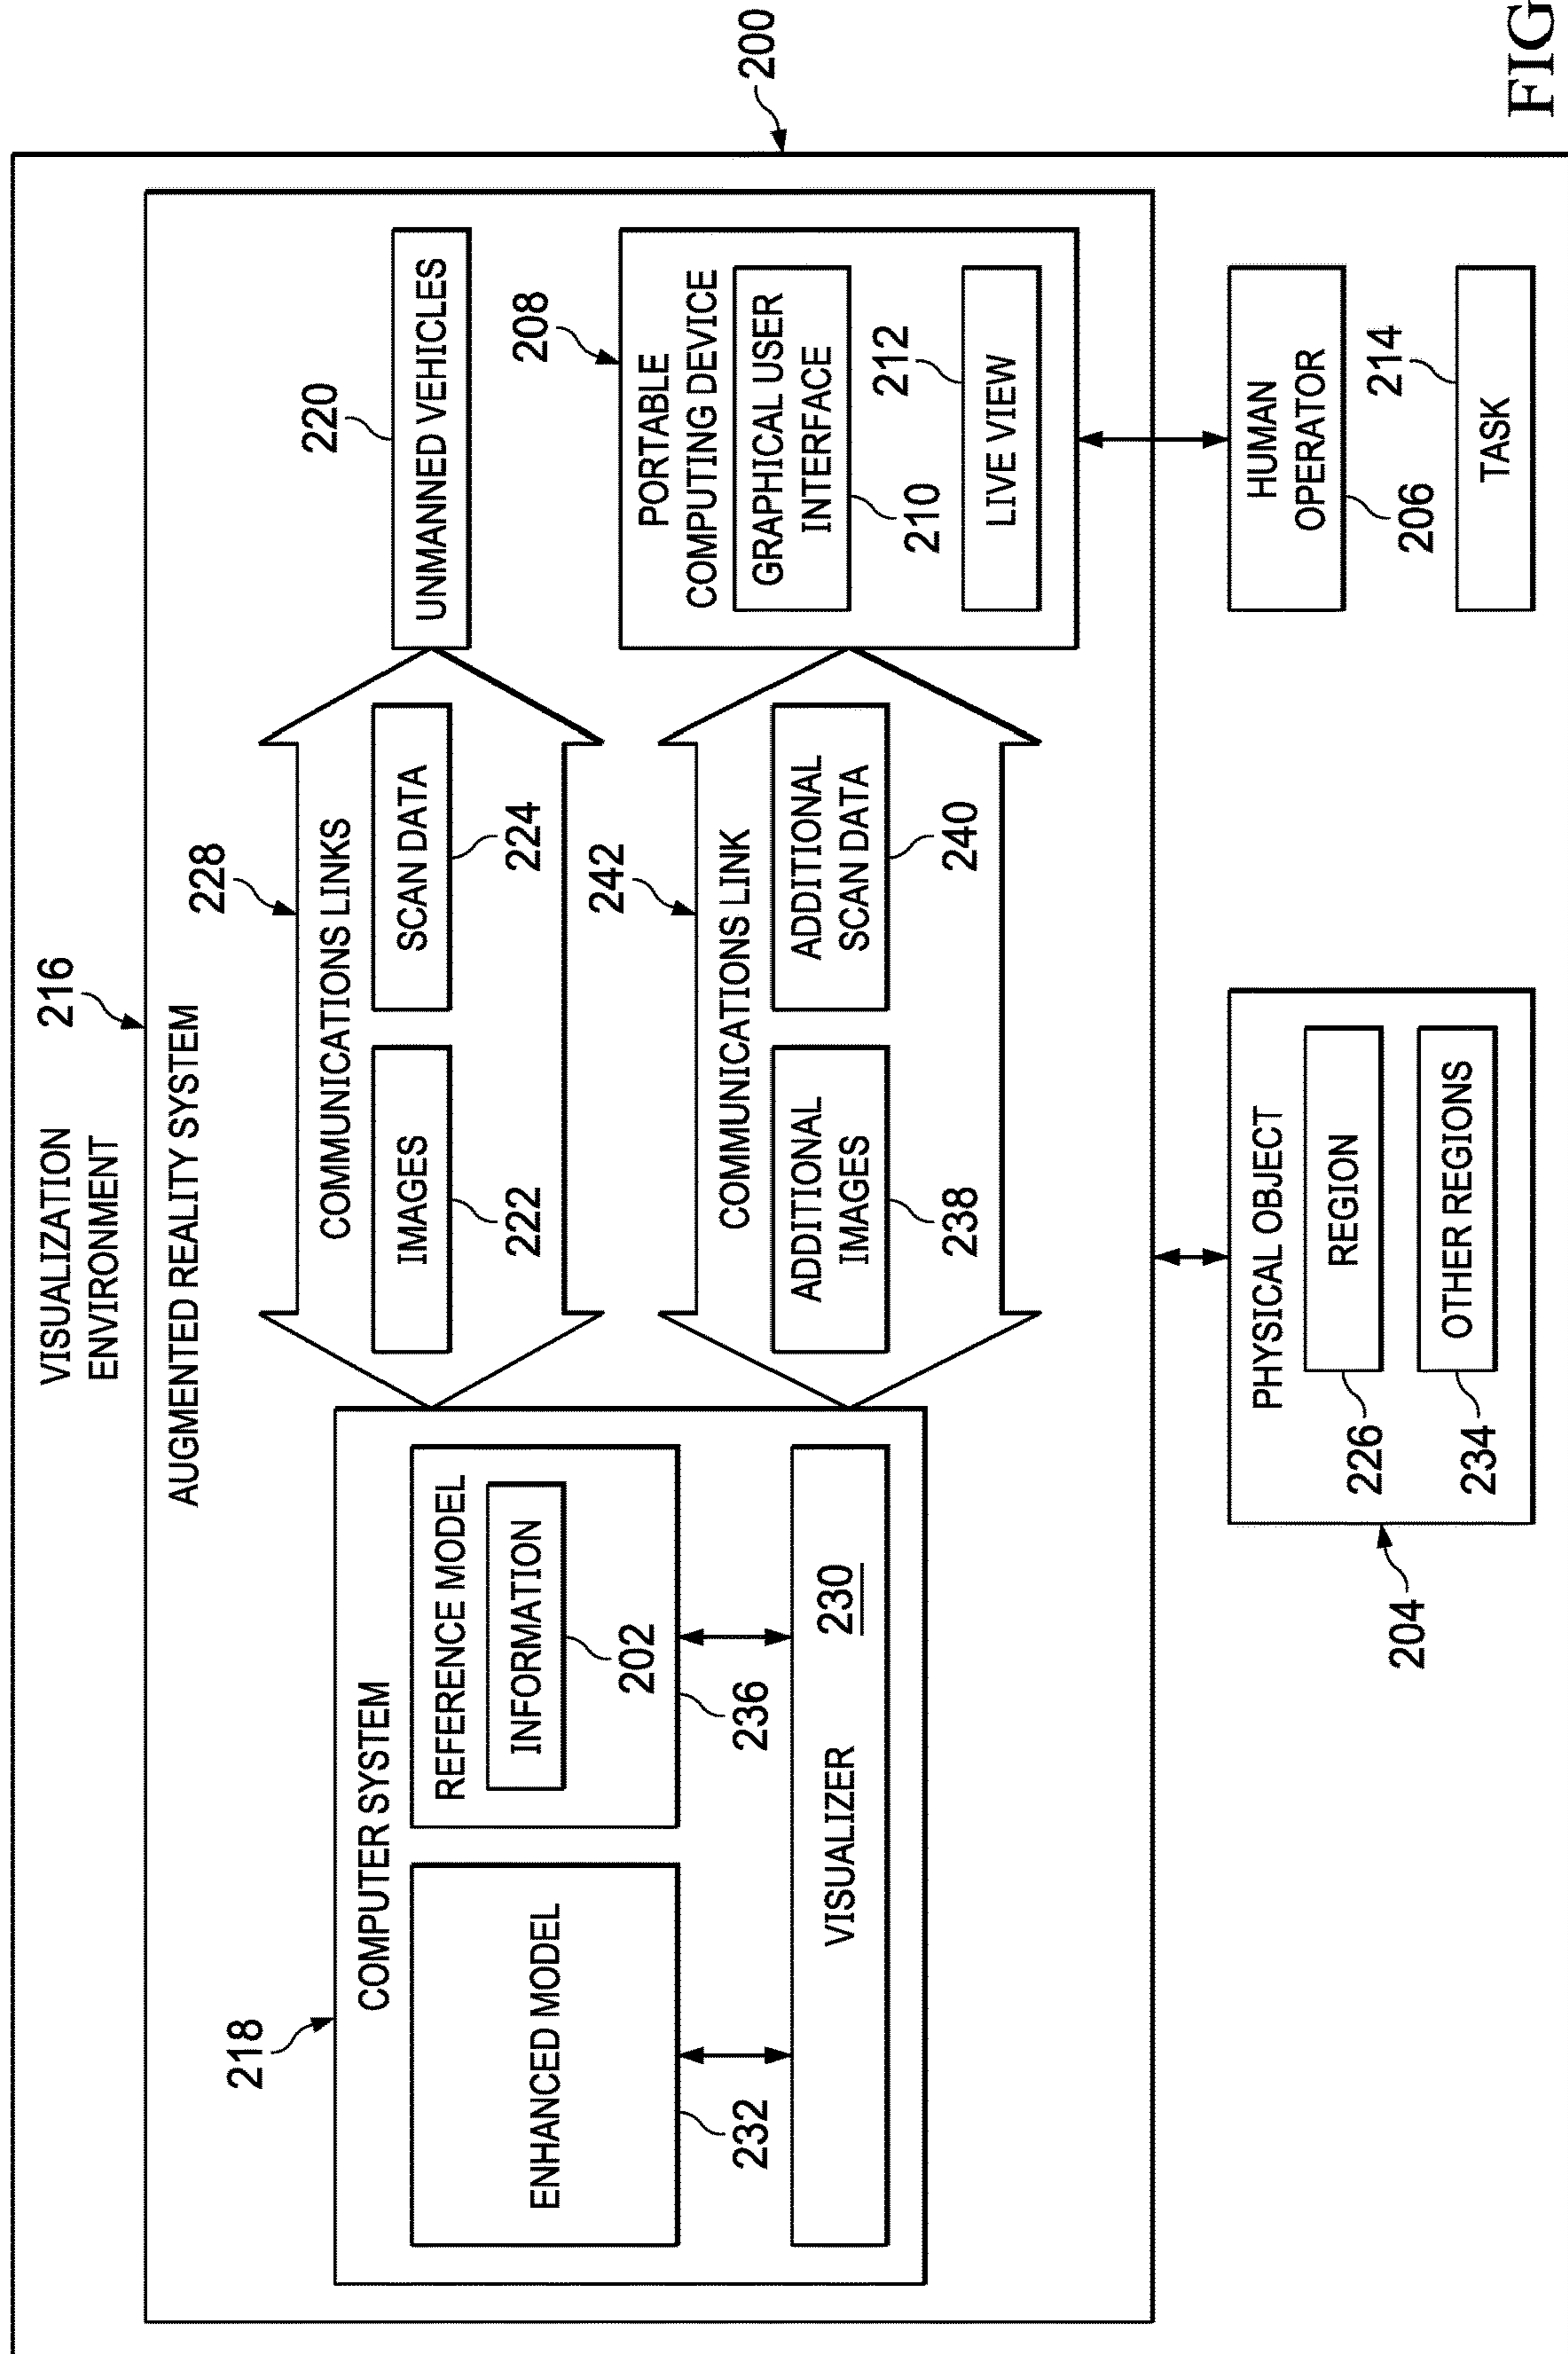 VISUALIZATION
ENVIRONMENT
216
AUGMENTED REALITY SYSTEM
218
COMPUTER SYSTEM
ENHANCED MODEL
232
REFERENCE MODEL
INFORMATION
202
236
VISUALIZER
230
228
COMMUNICATIONS LINKS
IMAGES
222
SCAN DATA
224
220
UNMANNED VEHICLES
242
COMMUNICATIONS LINK
ADDITIONAL
IMAGES
238
ADDITIONAL
SCAN DATA
240
208
PORTABLE
COMPUTING DEVICE
GRAPHICAL USER
INTERFACE
210
212
LIVE VIEW
200
204
PHYSICAL OBJECT
REGION
226
OTHER REGIONS
234
HUMAN
OPERATOR
206
214
TASK
FIG